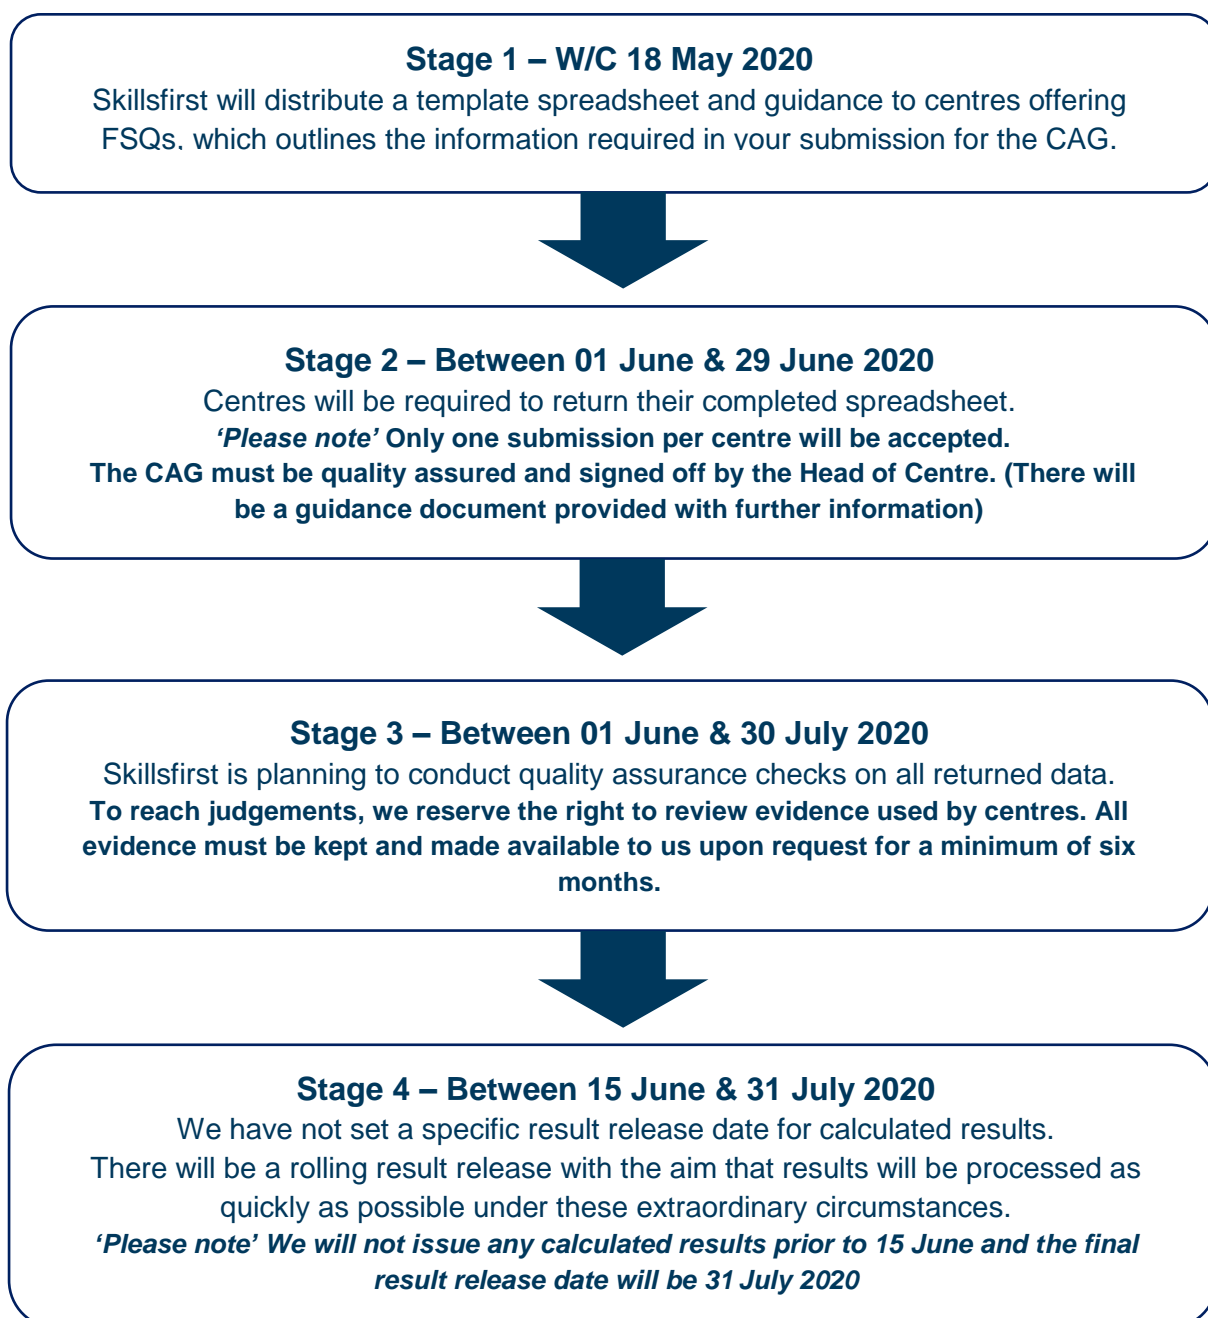 Stage 1 – W/C 18 May 2020
Skillsfirst will distribute a template spreadsheet and guidance to centres offering
FSQs, which outlines the information required in your submission for the CAG.
Stage 2 – Between 01 June & 29 June 2020
Centres will be required to return their completed spreadsheet.
‘Please note’ Only one submission per centre will be accepted.
The CAG must be quality assured and signed off by the Head of Centre. (There will
be a guidance document provided with further information)
Stage 3 – Between 01 June & 30 July 2020
Skillsfirst is planning to conduct quality assurance checks on all returned data.
To reach judgements, we reserve the right to review evidence used by centres. All
evidence must be kept and made available to us upon request for a minimum of six
months.
Stage 4 – Between 15 June & 31 July 2020
We have not set a specific result release date for calculated results.
There will be a rolling result release with the aim that results will be processed as
quickly as possible under these extraordinary circumstances.
‘Please note’ We will not issue any calculated results prior to 15 June and the final
result release date will be 31 July 2020